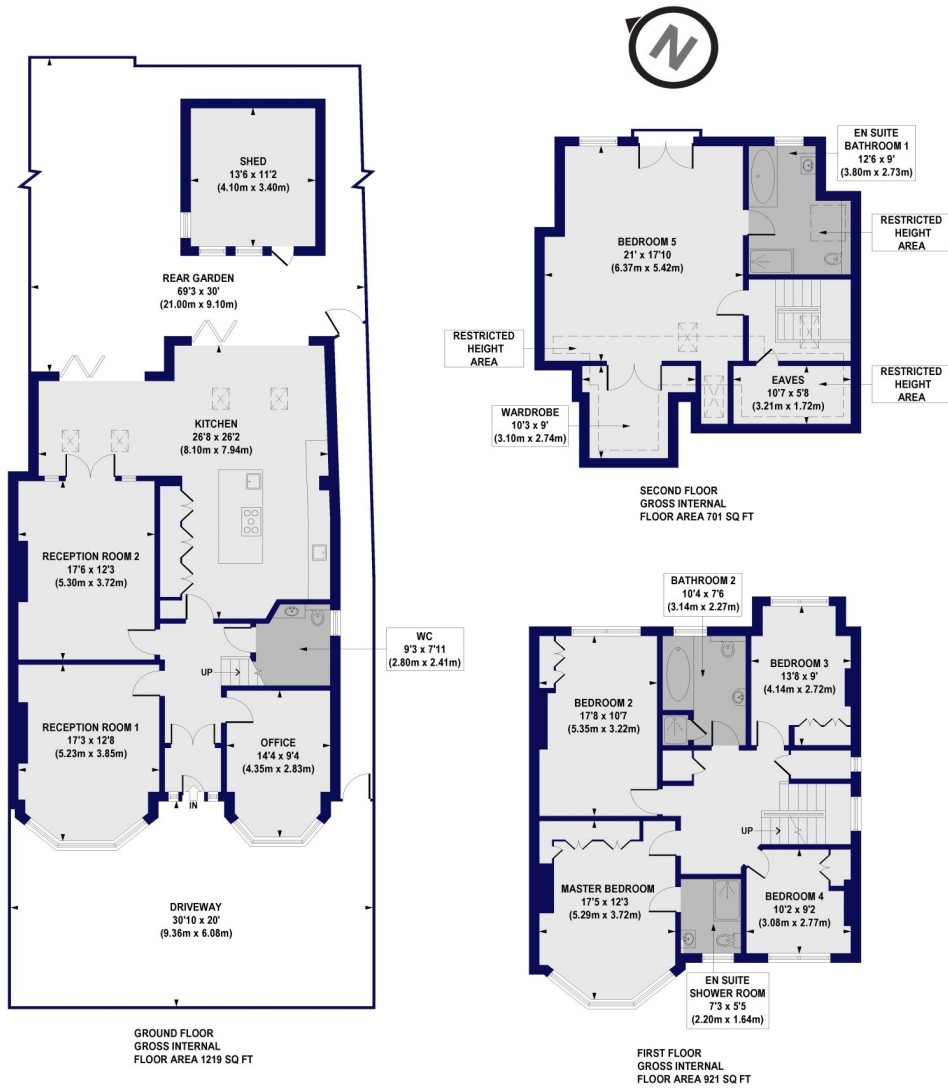 N
SHED
13'6 x 11'2
(4.10m x 3.40m)
REAR GARDEN
69'3 x 30'
(21.00m x 9.10m)
KITCHEN
26'8 x 26'2
(8.10m x 7.94m)
RECEPTION ROOM 2
17'6 x 12'3
(5.30m x 3.72m)
WC
9'3 x 7'11
(2.80m x 2.41m)
UP
RECEPTION ROOM 1
17'3 x 12'8
(5.23m x 3.85m)
OFFICE
14'4 x 9'4
(4.35m x 2.83m)
IN
DRIVEWAY
30'10 x 20'
(9.36m x 6.08m)
GROUND FLOOR
GROSS INTERNAL
FLOOR AREA 1219 SQ FT
EN SUITE
BATHROOM 1
12'6 x 9'
(3.80m x 2.73m)
RESTRICTED
HEIGHT
AREA
BEDROOM 5
21' x 17'10
(6.37m x 5.42m)
RESTRICTED
HEIGHT
AREA
EAVES
10'7 x 5'8
(3.21m x 1.72m)
RESTRICTED
HEIGHT
AREA
WARDROBE
10'3 x 9'
(3.10m x 2.74m)
SECOND FLOOR
GROSS INTERNAL
FLOOR AREA 701 SQ FT
BATHROOM 2
10'4 x 7'6
(3.14m x 2.27m)
BEDROOM 3
13'8 x 9'
(4.14m x 2.72m)
BEDROOM 2
17'8 x 10'7
(5.35m x 3.22m)
UP
MASTER BEDROOM
17'5 x 12'3
(5.29m x 3.72m)
BEDROOM 4
10'2 x 9'2
(3.08m x 2.77m)
EN SUITE
SHOWER ROOM
7'3 x 5'5
(2.20m x 1.64m)
FIRST FLOOR
GROSS INTERNAL
FLOOR AREA 921 SQ FT